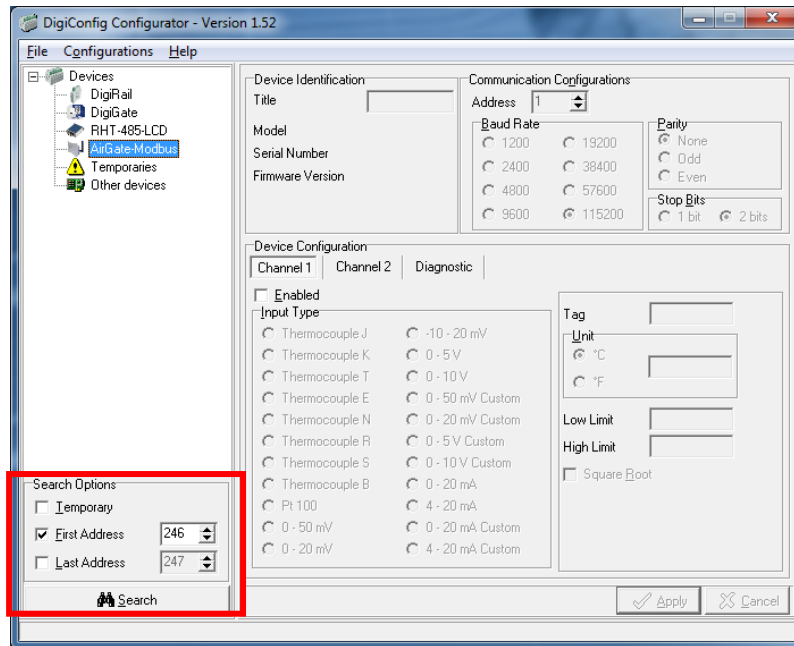 DigiConfig Configurator - Version 1.52
File Configurations Help
Devices
DigiRail
DigiGate
RHT-485-LCD
AirGate-Modbus
Temporaries
Other devices
Search Options
Temporary
First Address 246
Last Address 247
Search
Device Identification
Title
Model
Serial Number
Firmware Version
Communication Configurations
Address 1
Baud Rate
1200 19200
2400 38400
4800 57600
9600 115200
Parity
None
Odd
Even
Stop Bits
1 bit 2 bits
Device Configuration
Channel 1 Channel 2 Diagnostic
Enabled
Input Type
Thermocouple J -10 - 20 mV
Thermocouple K 0 - 5 V
Thermocouple T 0 - 10 V
Thermocouple E 0 - 50 mV Custom
Thermocouple N 0 - 20 mV Custom
Thermocouple R 0 - 5 V Custom
Thermocouple S 0 - 10 V Custom
Thermocouple B 0 - 20 mA
Pt 100 4 - 20 mA
0 - 50 mV 0 - 20 mA Custom
0 - 20 mV 4 - 20 mA Custom
Tag
Unit
°C
°F
Low Limit
High Limit
Square Root
Apply Cancel